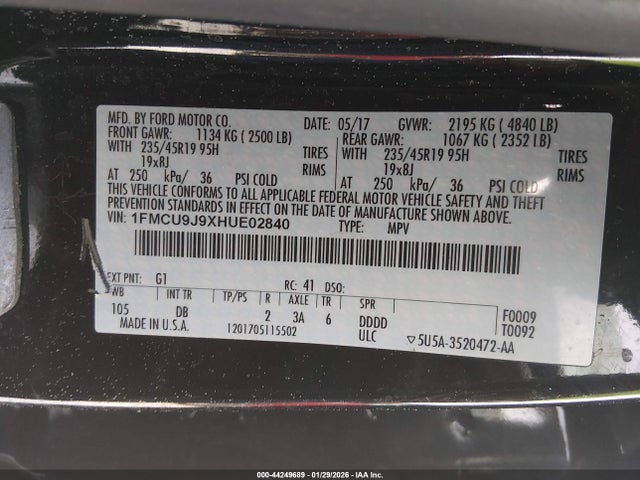 MFD. BY FORD MOTOR CO. DATE: 05/17 GVWR: 2195 KG ( 4840 LB)
FRONT GAWR: 1134 KG ( 2500 LB) REAR GAWR: 1067 KG ( 2352 LB)
WITH 235/45R19 95H TIRES WITH 235/45R19 95H TIRES
19x8J RIMS 19x8J RIMS
AT 250 kPa/ 36 PSI COLD AT 250 kPa/ 36 PSI COLD
THIS VEHICLE CONFORMS TO ALL APPLICABLE FEDERAL MOTOR VEHICLE SAFETY AND THEFT
PREVENTION STANDARDS IN EFFECT ON THE DATE OF MANUFACTURE SHOWN ABOVE.
VIN: 1FMCU9J9XHUE02840 TYPE: MPV
EXT PNT: G1 RC: 41 DSO:
WB INT TR TP/PS R AXLE TR SPR F0009
105 DB 2 3A 6 DDDD T0092
MADE IN U.S.A. 1201705115502 ULC ▽5U5A-3520472-AA
000-44249689 | 01/29/2026 | IAA Inc.